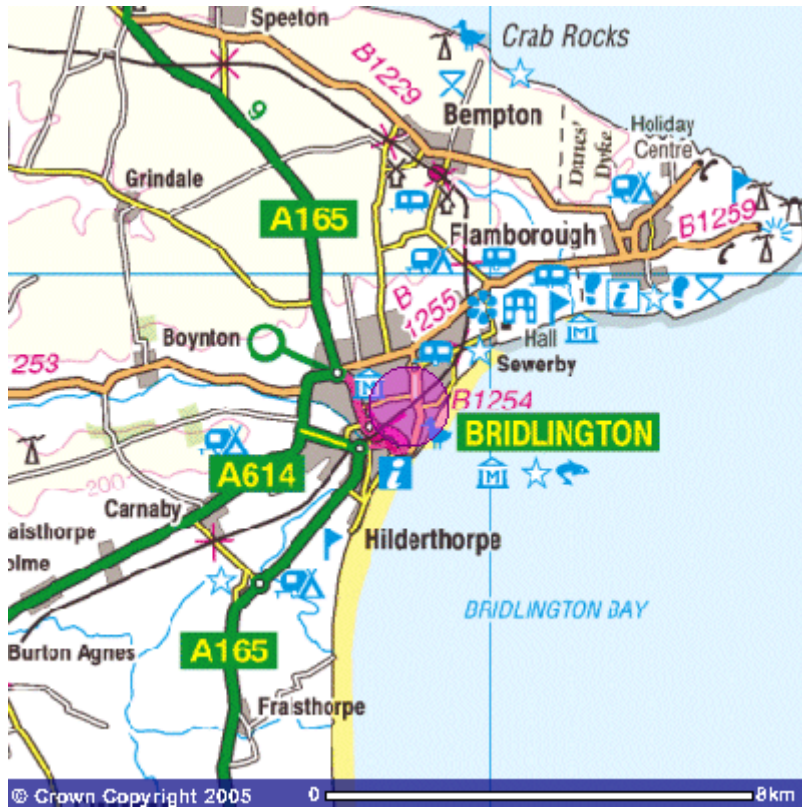 Speeton
Crab Rocks
B1229
9
Bempton
Danes'
Dyke
Holiday
Centre
Grindale
A165
Flamborough
B1259
B
1255
Boynton
Hall
Sewerby
1253
M
i
B1254
BRIDLINGTON
A614
i
M
200
Carnaby
aisthorpe
olme
Hilderthorpe
BRIDLINGTON BAY
A165
Burton Agnes
Fraisthorpe
© Crown Copyright 2005
0
8km